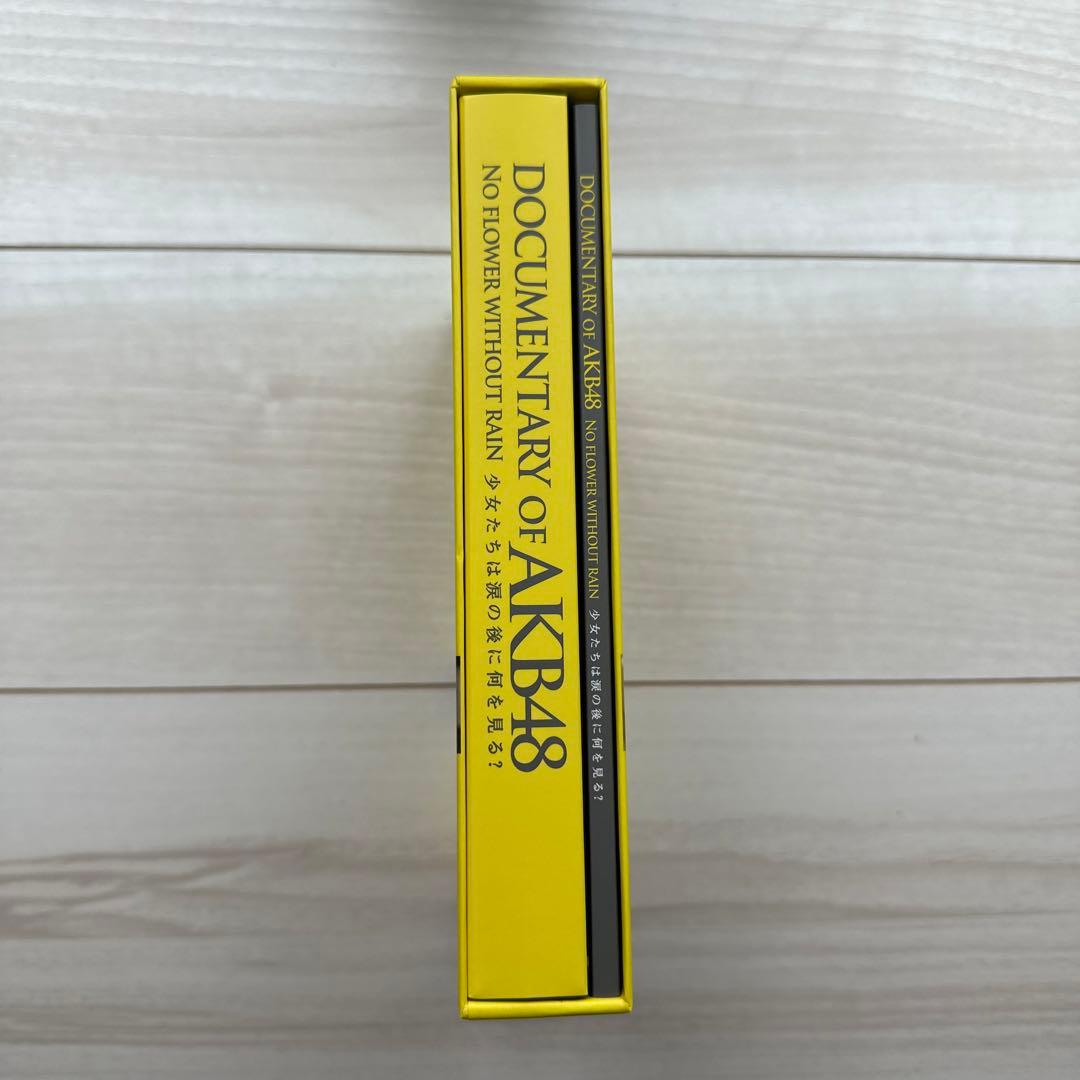 DOCUMENTARY OF AKB48
NO FLOWER WITHOUT RAIN 少女たちは涙の後に何を見る?
DOCUMENTARY OF AKB48 NO FLOWER WITHOUT RAIN 少女たちは涙の後に何を見る?